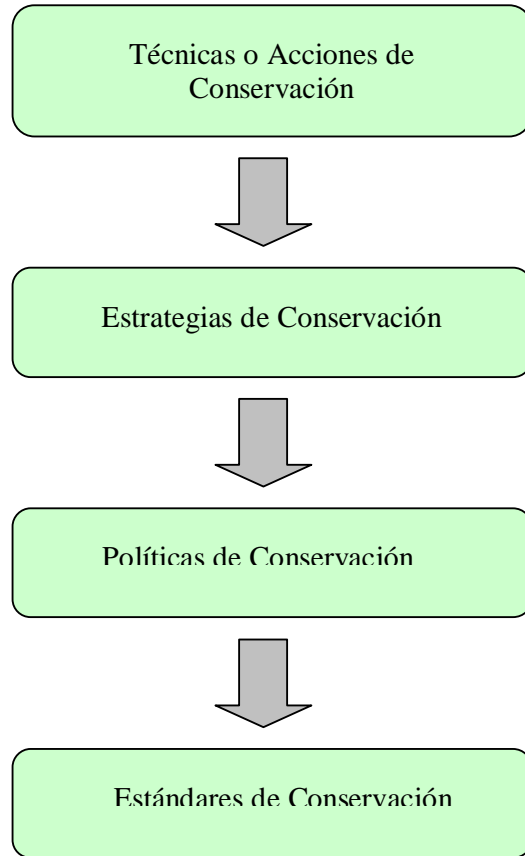 Técnicas o Acciones de
Conservación
Estrategias de Conservación
Políticas de Conservación
Estándares de Conservación